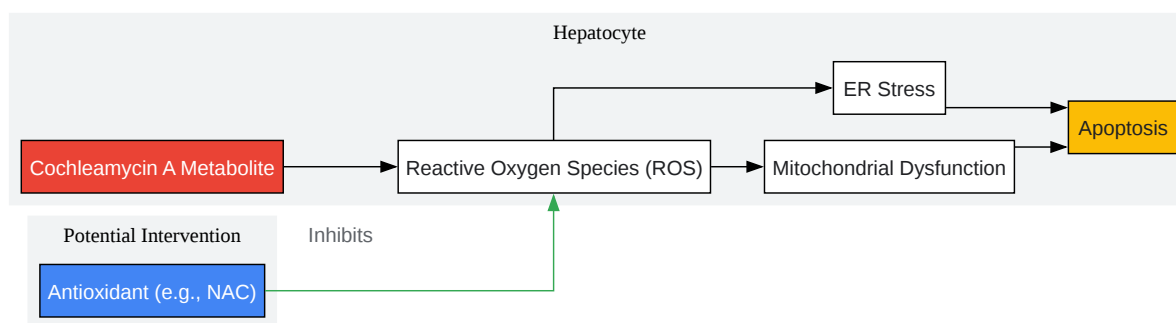 Hepatocyte
ER Stress
Apoptosis
Cochleamycin A Metabolite
Reactive Oxygen Species (ROS)
Mitochondrial Dysfunction
Potential Intervention
Inhibits
Antioxidant (e.g., NAC)